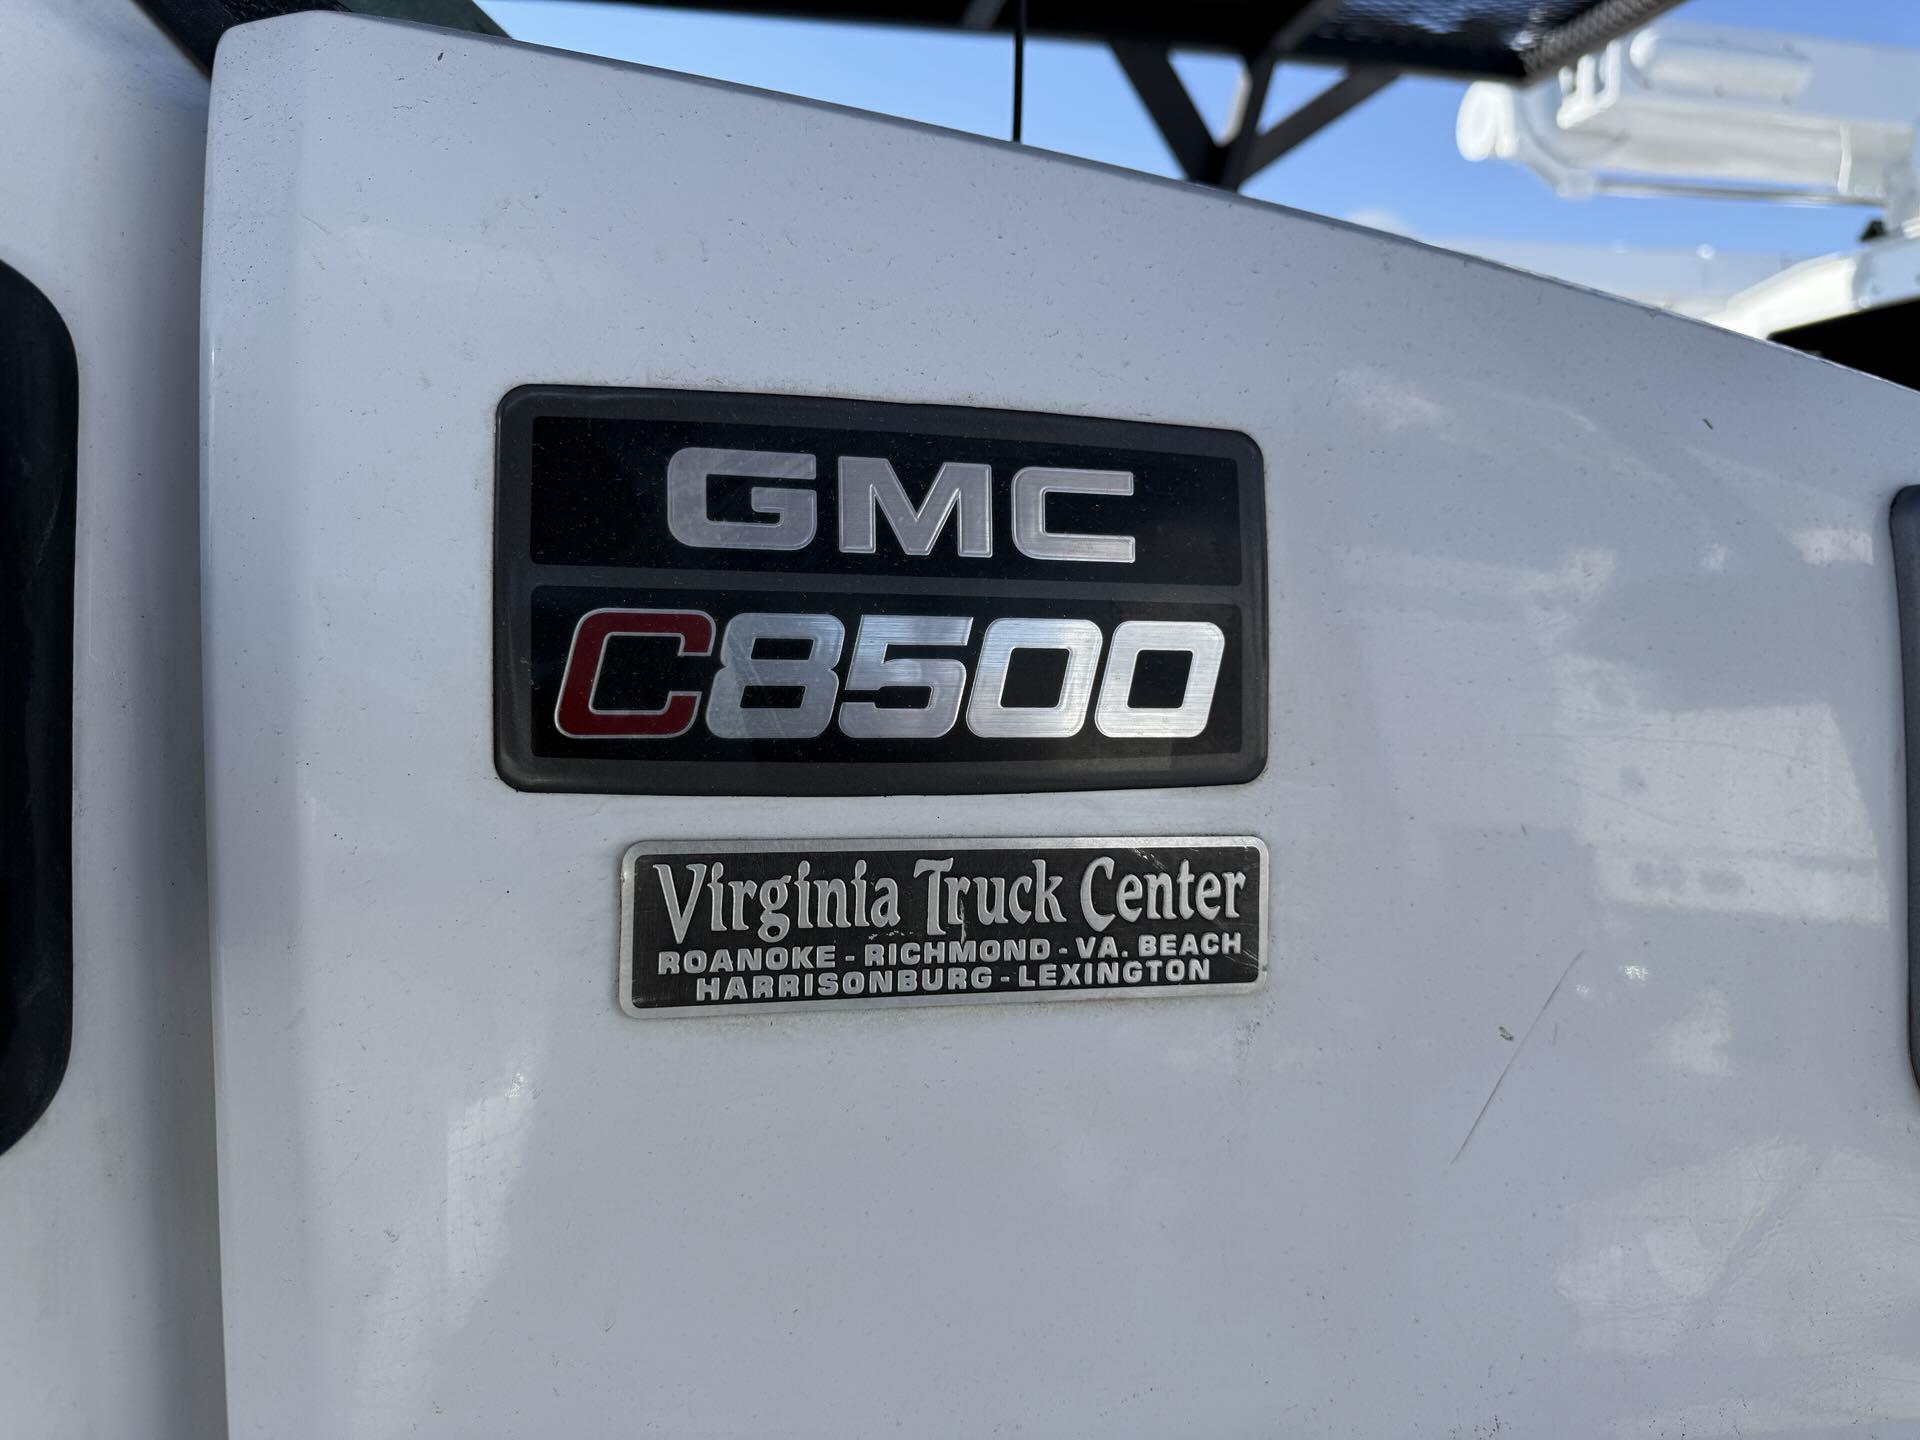 GMC
C8500
Virginia Truck Center
ROANOKE - RICHMOND - VA. BEACH
HARRISONBURG - LEXINGTON